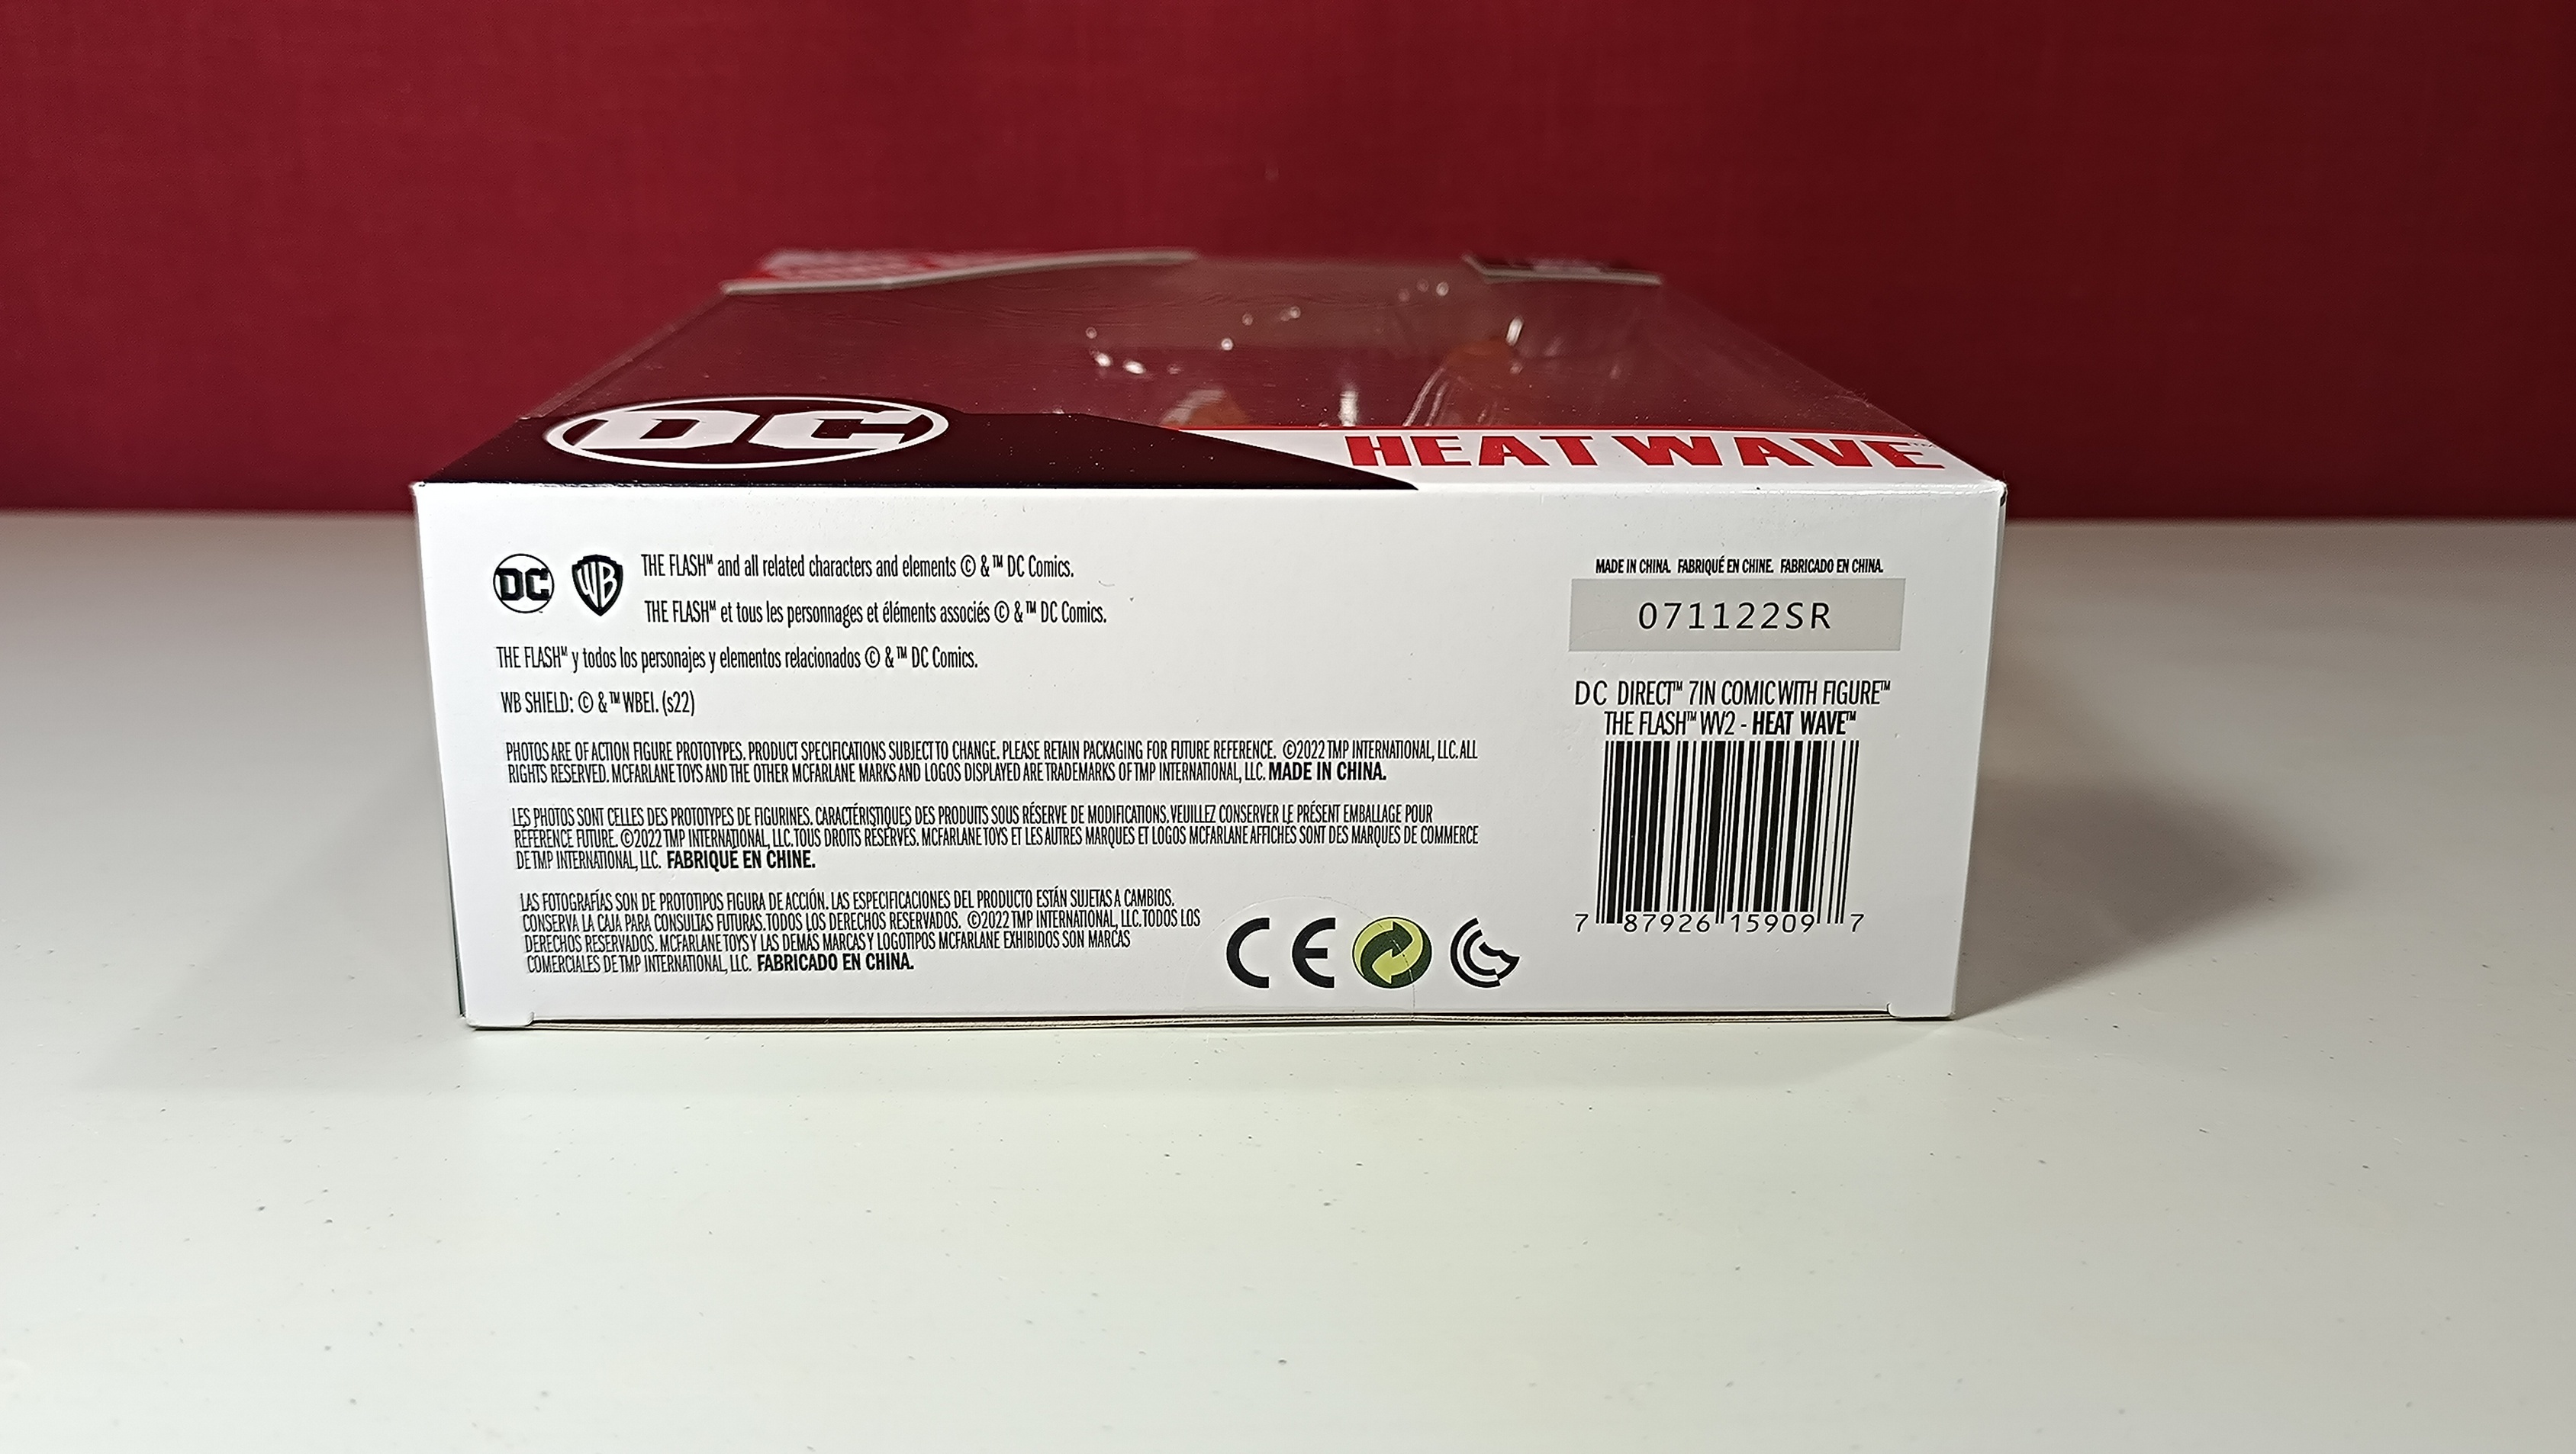 DC
HEAT WAVE™
DC WB THE FLASH™ and all related characters and elements © & ™ DC Comics.
THE FLASH™ et tous les personnages et éléments associés © & ™ DC Comics.
THE FLASH™ y todos los personajes y elementos relacionados © & ™ DC Comics.
WB SHIELD: © & ™ WBEI. (s22)
PHOTOS ARE OF ACTION FIGURE PROTOTYPES. PRODUCT SPECIFICATIONS SUBJECT TO CHANGE. PLEASE RETAIN PACKAGING FOR FUTURE REFERENCE. ©2022 TMP INTERNATIONAL, LLC. ALL
RIGHTS RESERVED. MCFARLANE TOYS AND THE OTHER MCFARLANE MARKS AND LOGOS DISPLAYED ARE TRADEMARKS OF TMP INTERNATIONAL, LLC. MADE IN CHINA.
LES PHOTOS SONT CELLES DES PROTOTYPES DE FIGURINES. CARACTÉRISTIQUES DES PRODUITS SOUS RÉSERVE DE MODIFICATIONS. VEUILLEZ CONSERVER LE PRÉSENT EMBALLAGE POUR
RÉFÉRENCE FUTURE. ©2022 TMP INTERNATIONAL, LLC. TOUS DROITS RÉSERVÉS. MCFARLANE TOYS ET LES AUTRES MARQUES ET LOGOS MCFARLANE AFFICHÉS SONT DES MARQUES DE COMMERCE
DE TMP INTERNATIONAL, LLC. FABRIQUÉ EN CHINE.
LAS FOTOGRAFÍAS SON DE PROTOTIPOS FIGURA DE ACCIÓN. LAS ESPECIFICACIONES DEL PRODUCTO ESTÁN SUJETAS A CAMBIOS.
CONSERVA LA CAJA PARA CONSULTAS FUTURAS. TODOS LOS DERECHOS RESERVADOS. ©2022 TMP INTERNATIONAL, LLC. TODOS LOS
DERECHOS RESERVADOS. MCFARLANE TOYS Y LAS DEMÁS MARCAS Y LOGOTIPOS MCFARLANE EXHIBIDOS SON MARCAS
COMERCIALES DE TMP INTERNATIONAL, LLC. FABRICADO EN CHINA.
CE
MADE IN CHINA. FABRIQUÉ EN CHINE. FABRICADO EN CHINA.
071122SR
DC DIRECT™ 7IN COMIC WITH FIGURE™
THE FLASH™ WV2 - HEAT WAVE™
7 87926 15909 7